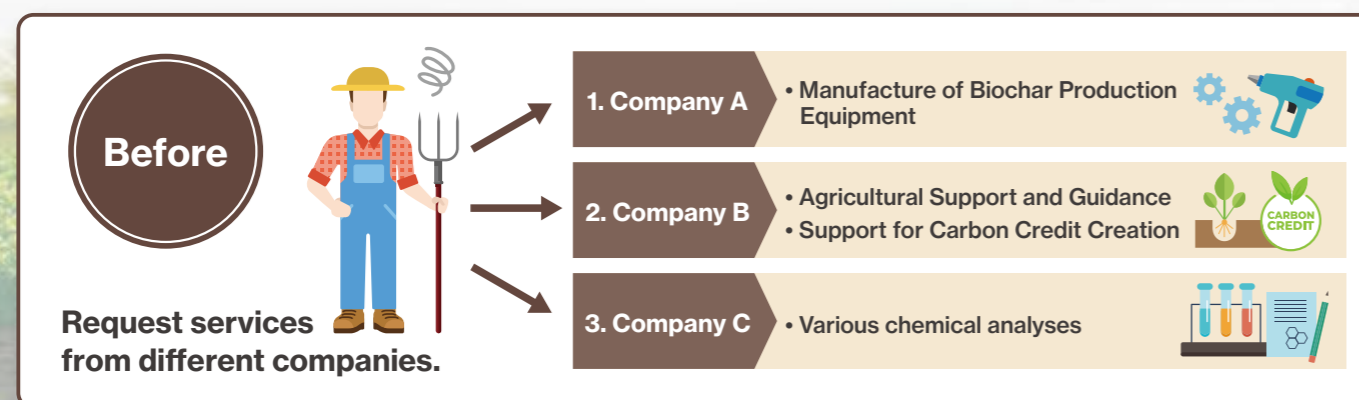 Before
Request services
from different companies.
1. Company A
• Manufacture of Biochar Production
Equipment
2. Company B
• Agricultural Support and Guidance
• Support for Carbon Credit Creation
CARBON
CREDIT
3. Company C
• Various chemical analyses